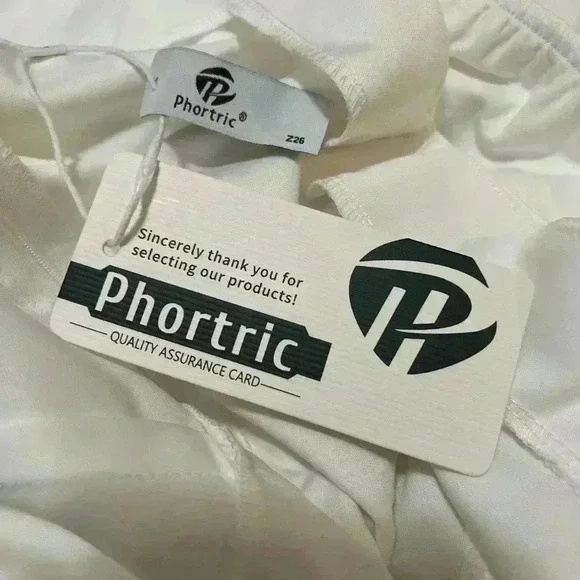 Phortric®
Z26
Sincerely thank you for
selecting our products!
Phortric
QUALITY ASSURANCE CARD